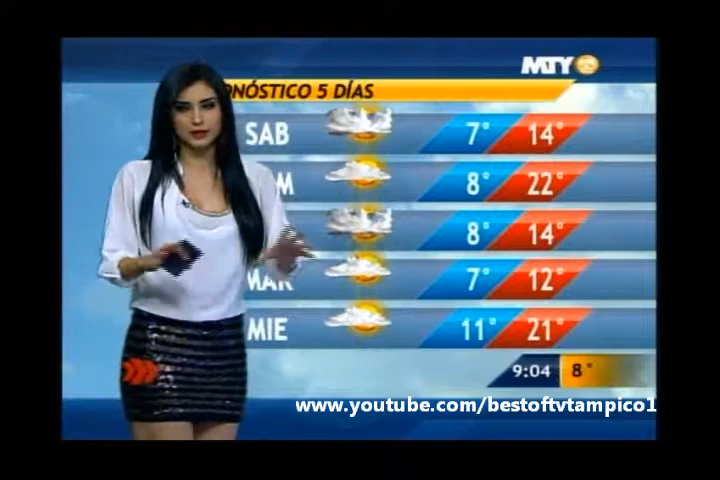 MTY
NÓSTICO 5 DÍAS
SAB 7° 14°
M 8° 22°
8° 14°
MAR 7° 12°
MIE 11° 21°
9:04 8°
www.youtube.com/bestoftvtampico1